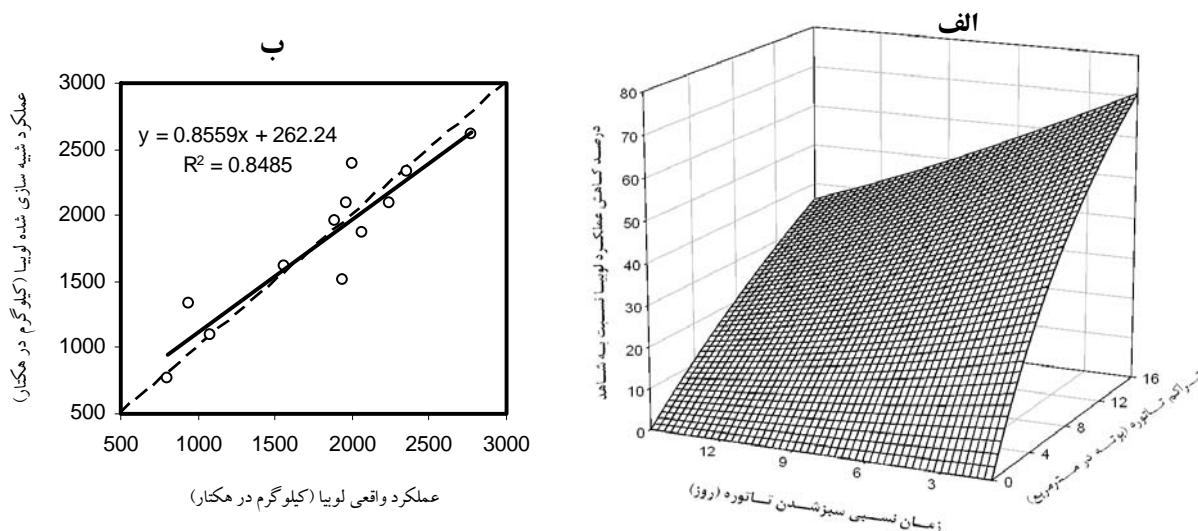 الف
درصد کاهش عملکرد لوبیا نسبت به شاهد
80
70
60
50
40
30
20
10
0
12
9
6
3
0
4
8
12
16
زمان نسبی سبزشدن تاتوره (روز)
تراکم تاتوره (بوته در مترمربع)
ب
عملکرد شبیه سازی شده لوبیا (کیلوگرم در هکتار)
3000
2500
2000
1500
1000
500
y = 0.8559x + 262.24
R² = 0.8485
500 1000 1500 2000 2500 3000
عملکرد واقعی لوبیا (کیلوگرم در هکتار)